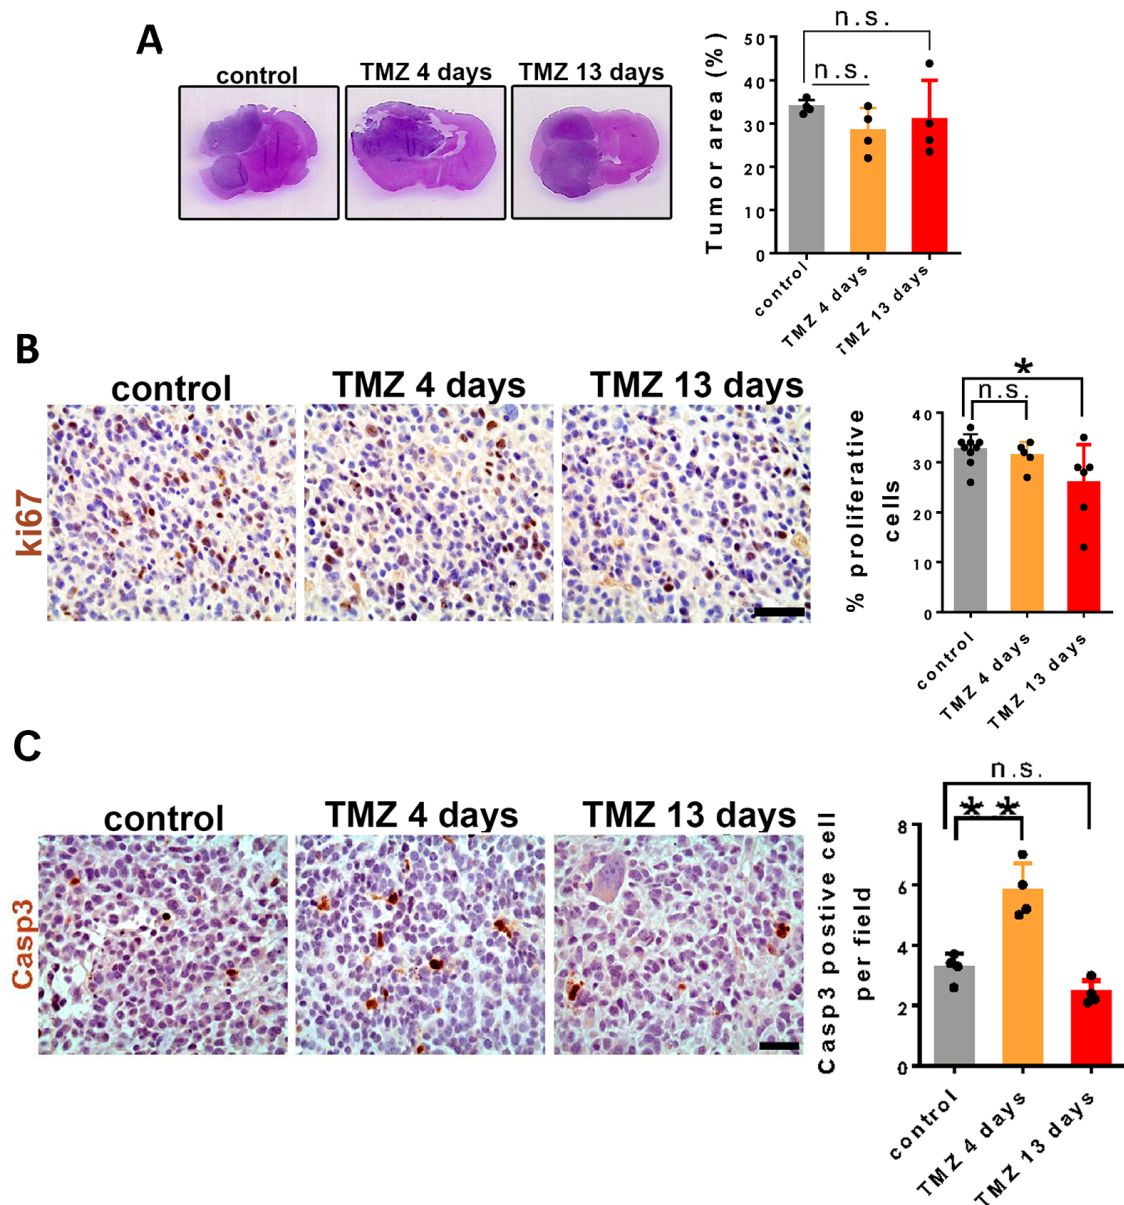 A
control
TMZ 4 days
TMZ 13 days
n.s.
n.s.
Tumor area (%)
50
40
30
20
10
0
control
TMZ 4 days
TMZ 13 days
B
control
TMZ 4 days
TMZ 13 days
ki67
*
n.s.
% proliferative
cells
40
30
20
10
0
control
TMZ 4 days
TMZ 13 days
C
control
TMZ 4 days
TMZ 13 days
Casp3
n.s.
**
Casp3 postive cell
per field
8
6
4
2
0
control
TMZ 4 days
TMZ 13 days